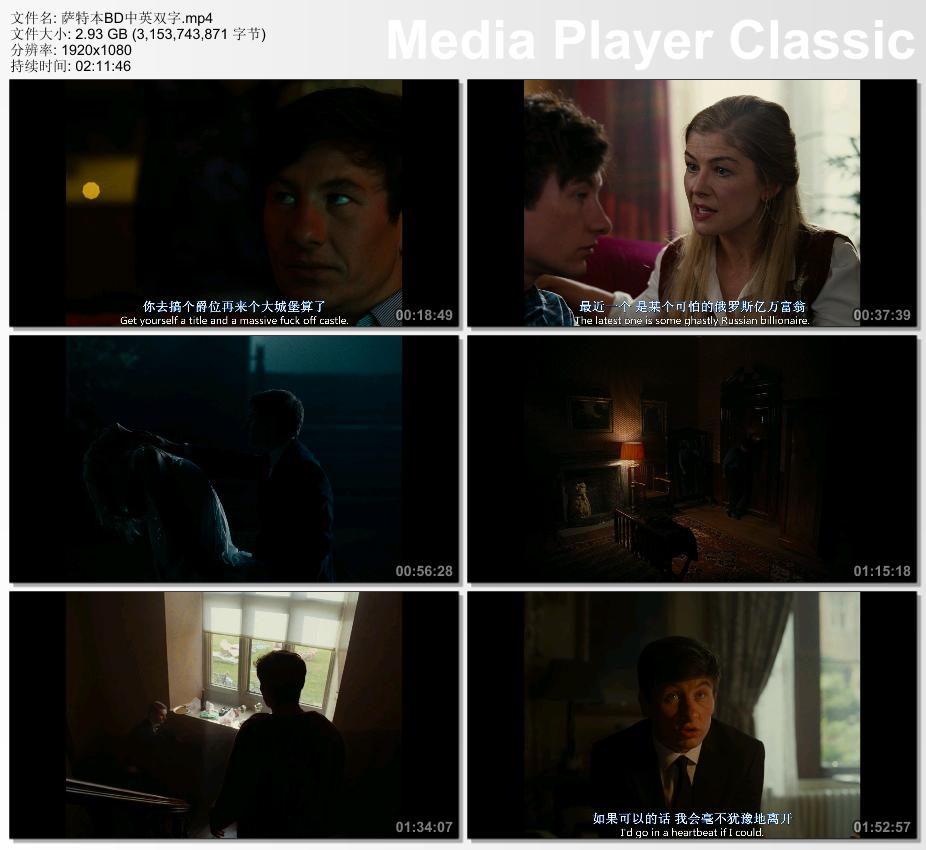 文件名: 萨特本BD中英双字.mp4
Media Player Classic
文件大小: 2.93 GB (3,153,743,871 字节)
分辨率: 1920x1080
持续时间: 02:11:46
你去搞个爵位再来个大城堡算了
Get yourself a title and a massive fuck off castle.
00:18:49
最近一个 是某个可怕的俄罗斯亿万富翁
The latest one is some ghastly Russian billionaire.
00:37:39
00:56:28
01:15:18
01:34:07
如果可以的话 我会毫不犹豫地离开
I'd go in a heartbeat if I could.
01:52:57